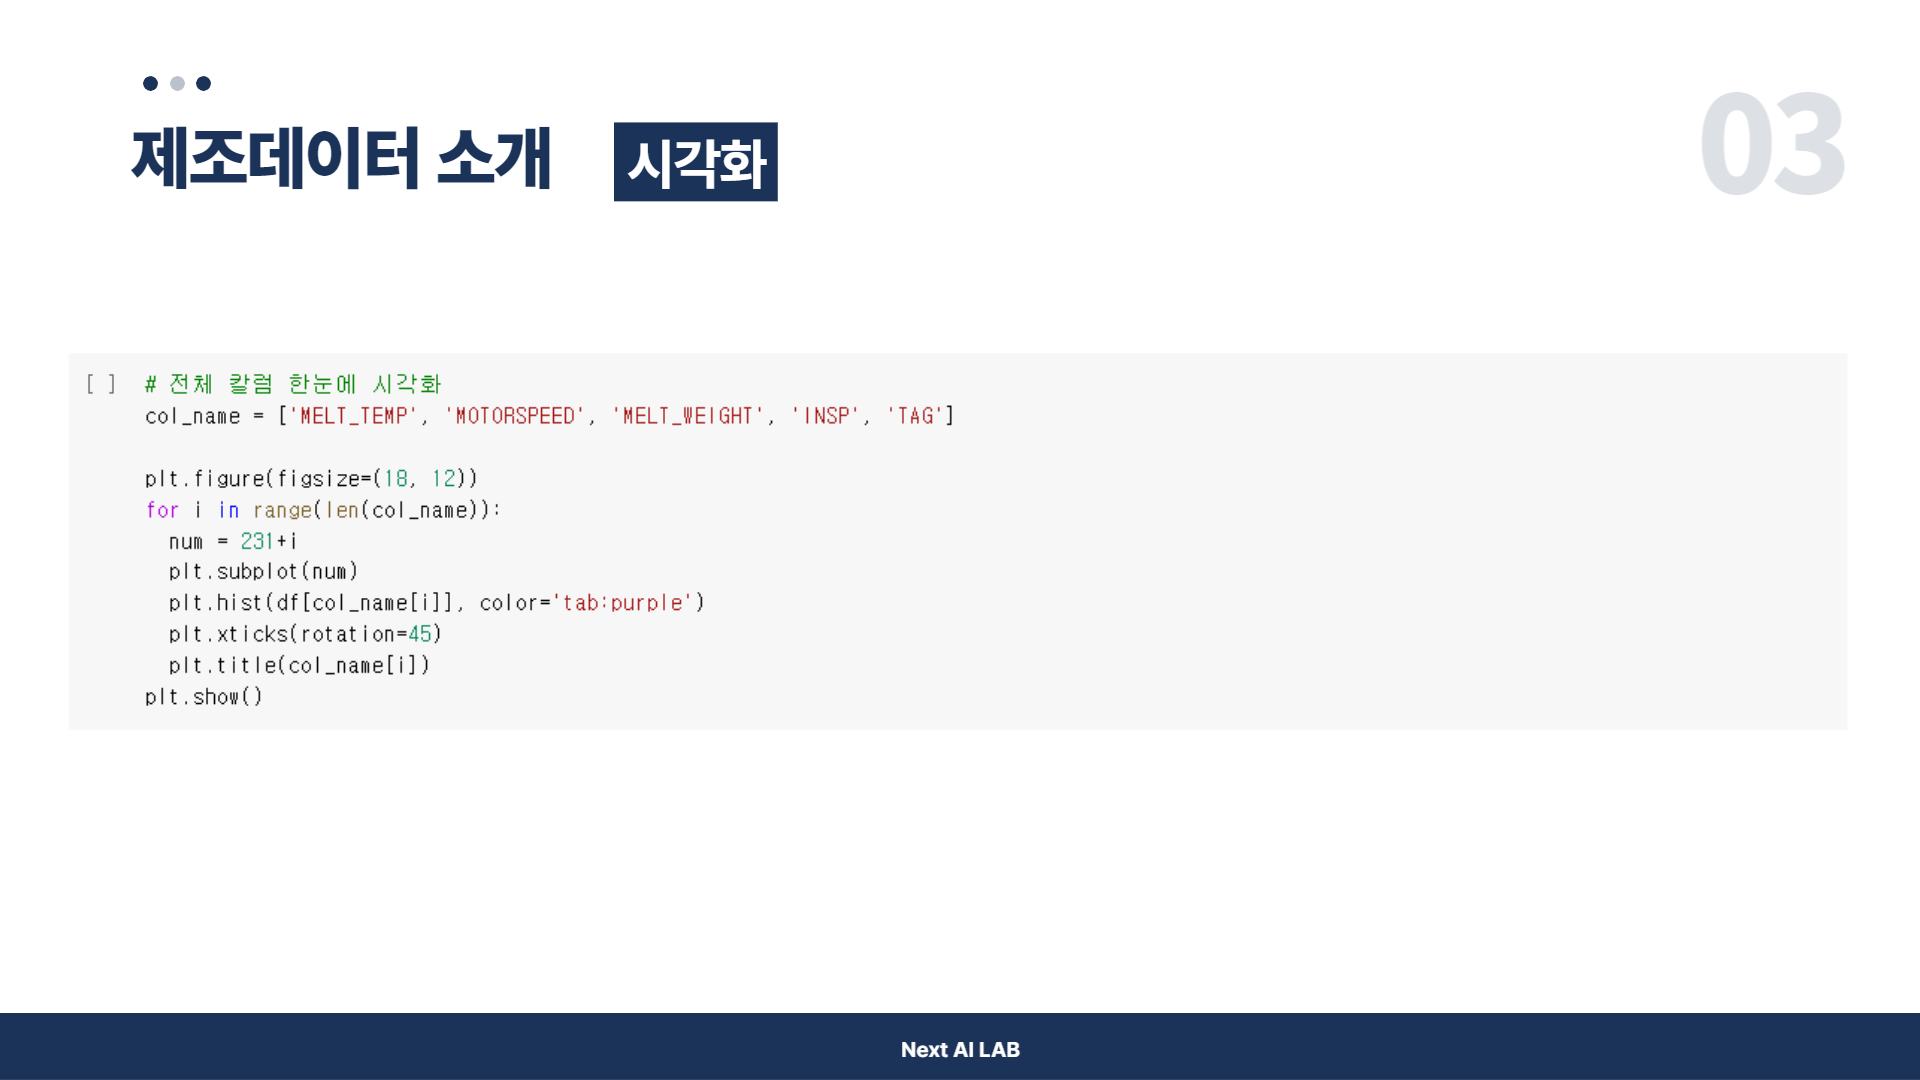 제조데이터 소개 시각화
03
[ ] # 전체 칼럼 한눈에 시각화
col_name = ['MELT_TEMP', 'MOTORSPEED', 'MELT_WEIGHT', 'INSP', 'TAG']
plt.figure(figsize=(18, 12))
for i in range(len(col_name)):
  num = 231+i
  plt.subplot(num)
  plt.hist(df[col_name[i]], color='tab:purple')
  plt.xticks(rotation=45)
  plt.title(col_name[i])
plt.show()
Next AI LAB